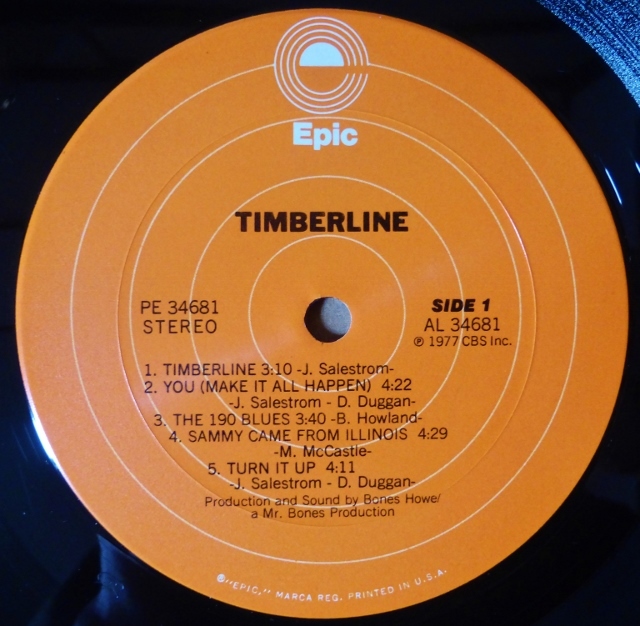 Epic
TIMBERLINE
PE 34681
STEREO
SIDE 1
AL 34681
℗ 1977 CBS Inc.
1. TIMBERLINE 3:10 -J. Salestrom-
2. YOU (MAKE IT ALL HAPPEN) 4:22
-J. Salestrom - D. Duggan-
3. THE 190 BLUES 3:40 -B. Howland-
4. SAMMY CAME FROM ILLINOIS 4:29
-M. McCastle-
5. TURN IT UP 4:11
-J. Salestrom - D. Duggan-
Production and Sound by Bones Howe/
a Mr. Bones Production
®"EPIC," MARCA REG. PRINTED IN U.S.A.